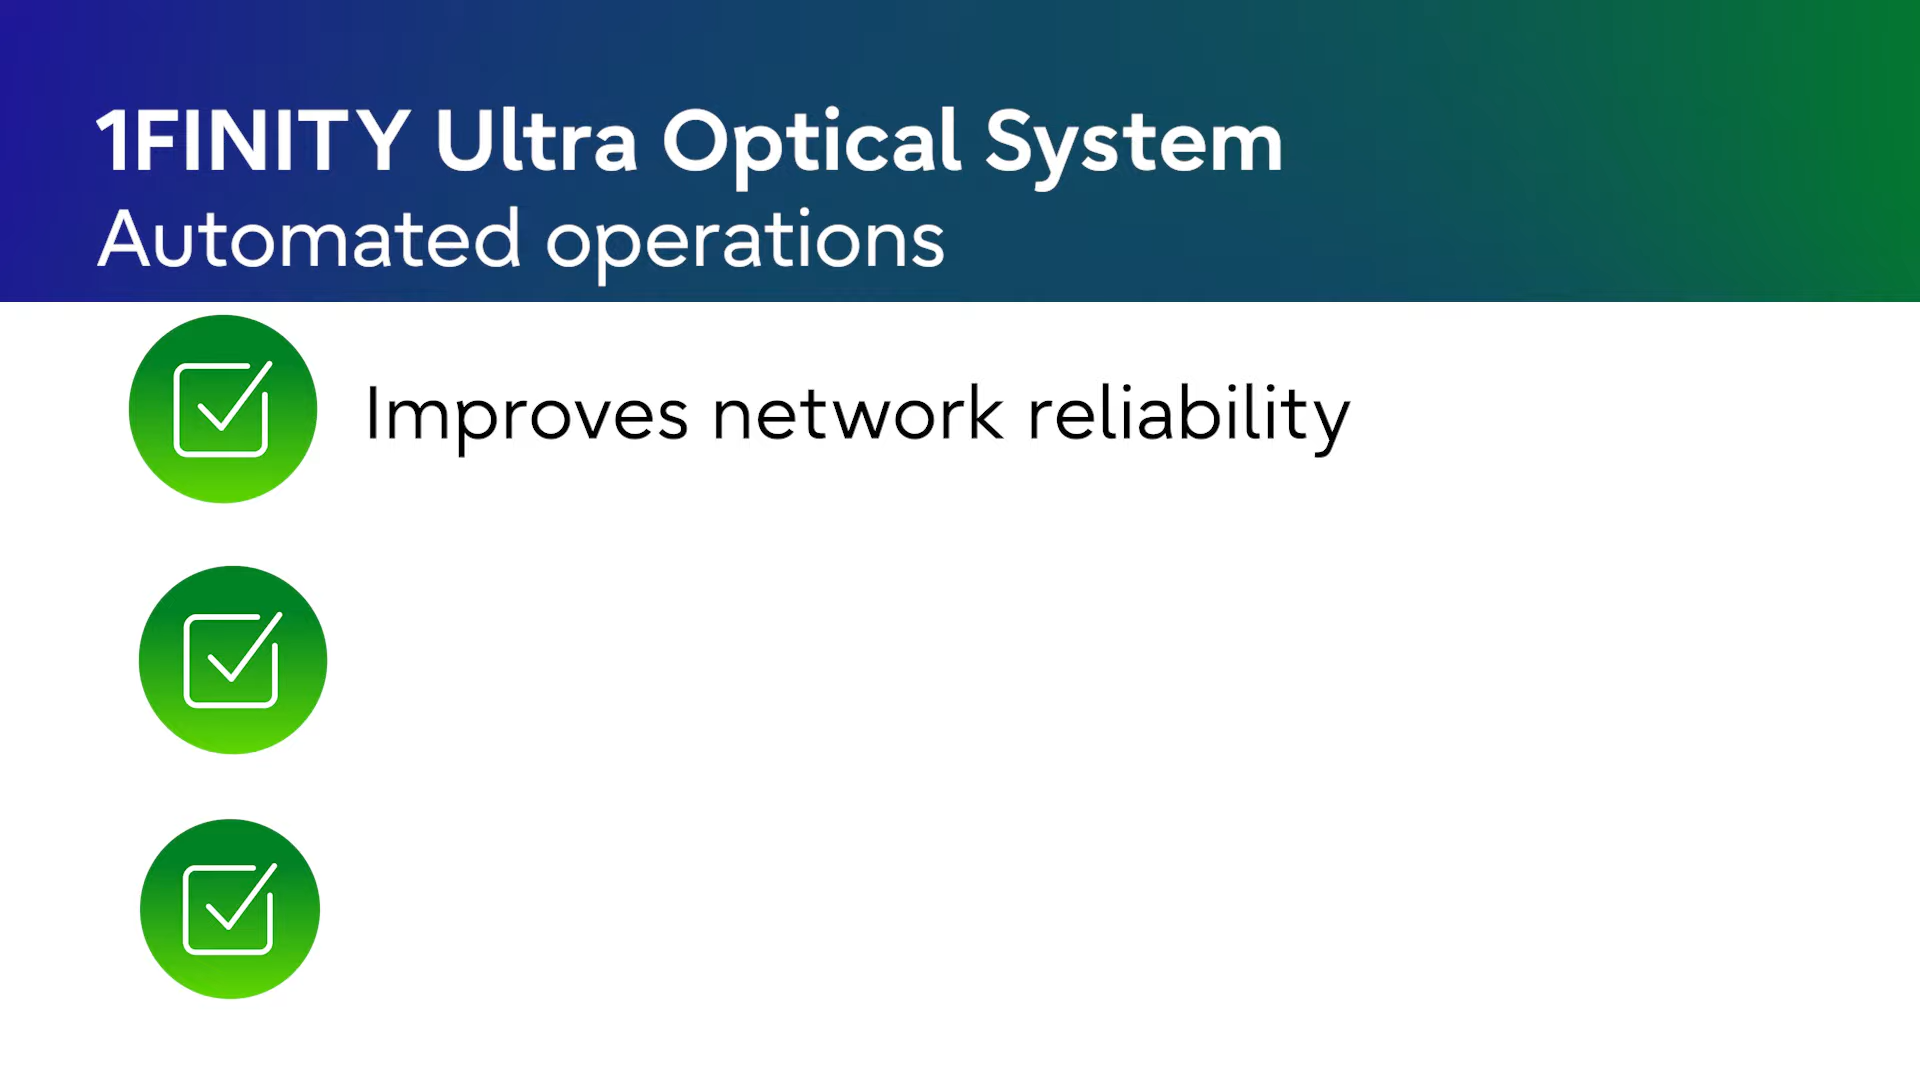 1FINITY Ultra Optical System
Automated operations
Improves network reliability